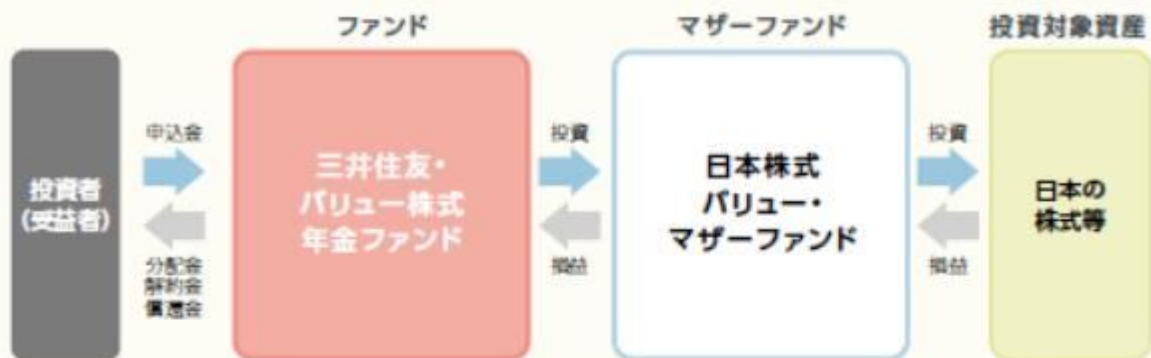 ファンド
マザーファンド
投資対象資産
投資者
(受益者)
申込金
分配金
解約金
償還金
三井住友・
バリュー株式
年金ファンド
投資
損益
日本株式
バリュー・
マザーファンド
投資
損益
日本の
株式等